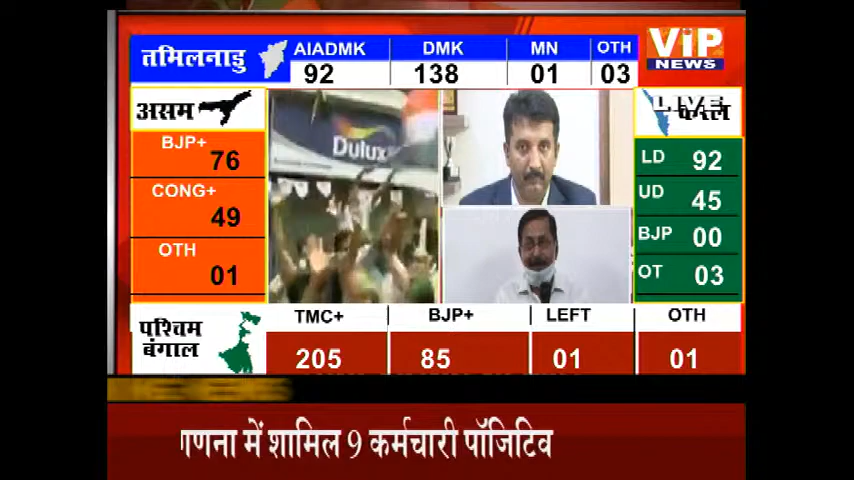 तमिलनाडु
AIADMK DMK MN OTH
92 138 01 03
ViP
NEWS
असम
BJP+
76
CONG+
49
OTH
01
Dulux
LIVE
LD 92
UD 45
BJP 00
OT 03
पश्चिम
बंगाल
TMC+ BJP+ LEFT OTH
205 85 01 01
गणना में शामिल 9 कर्मचारी पॉजिटिव